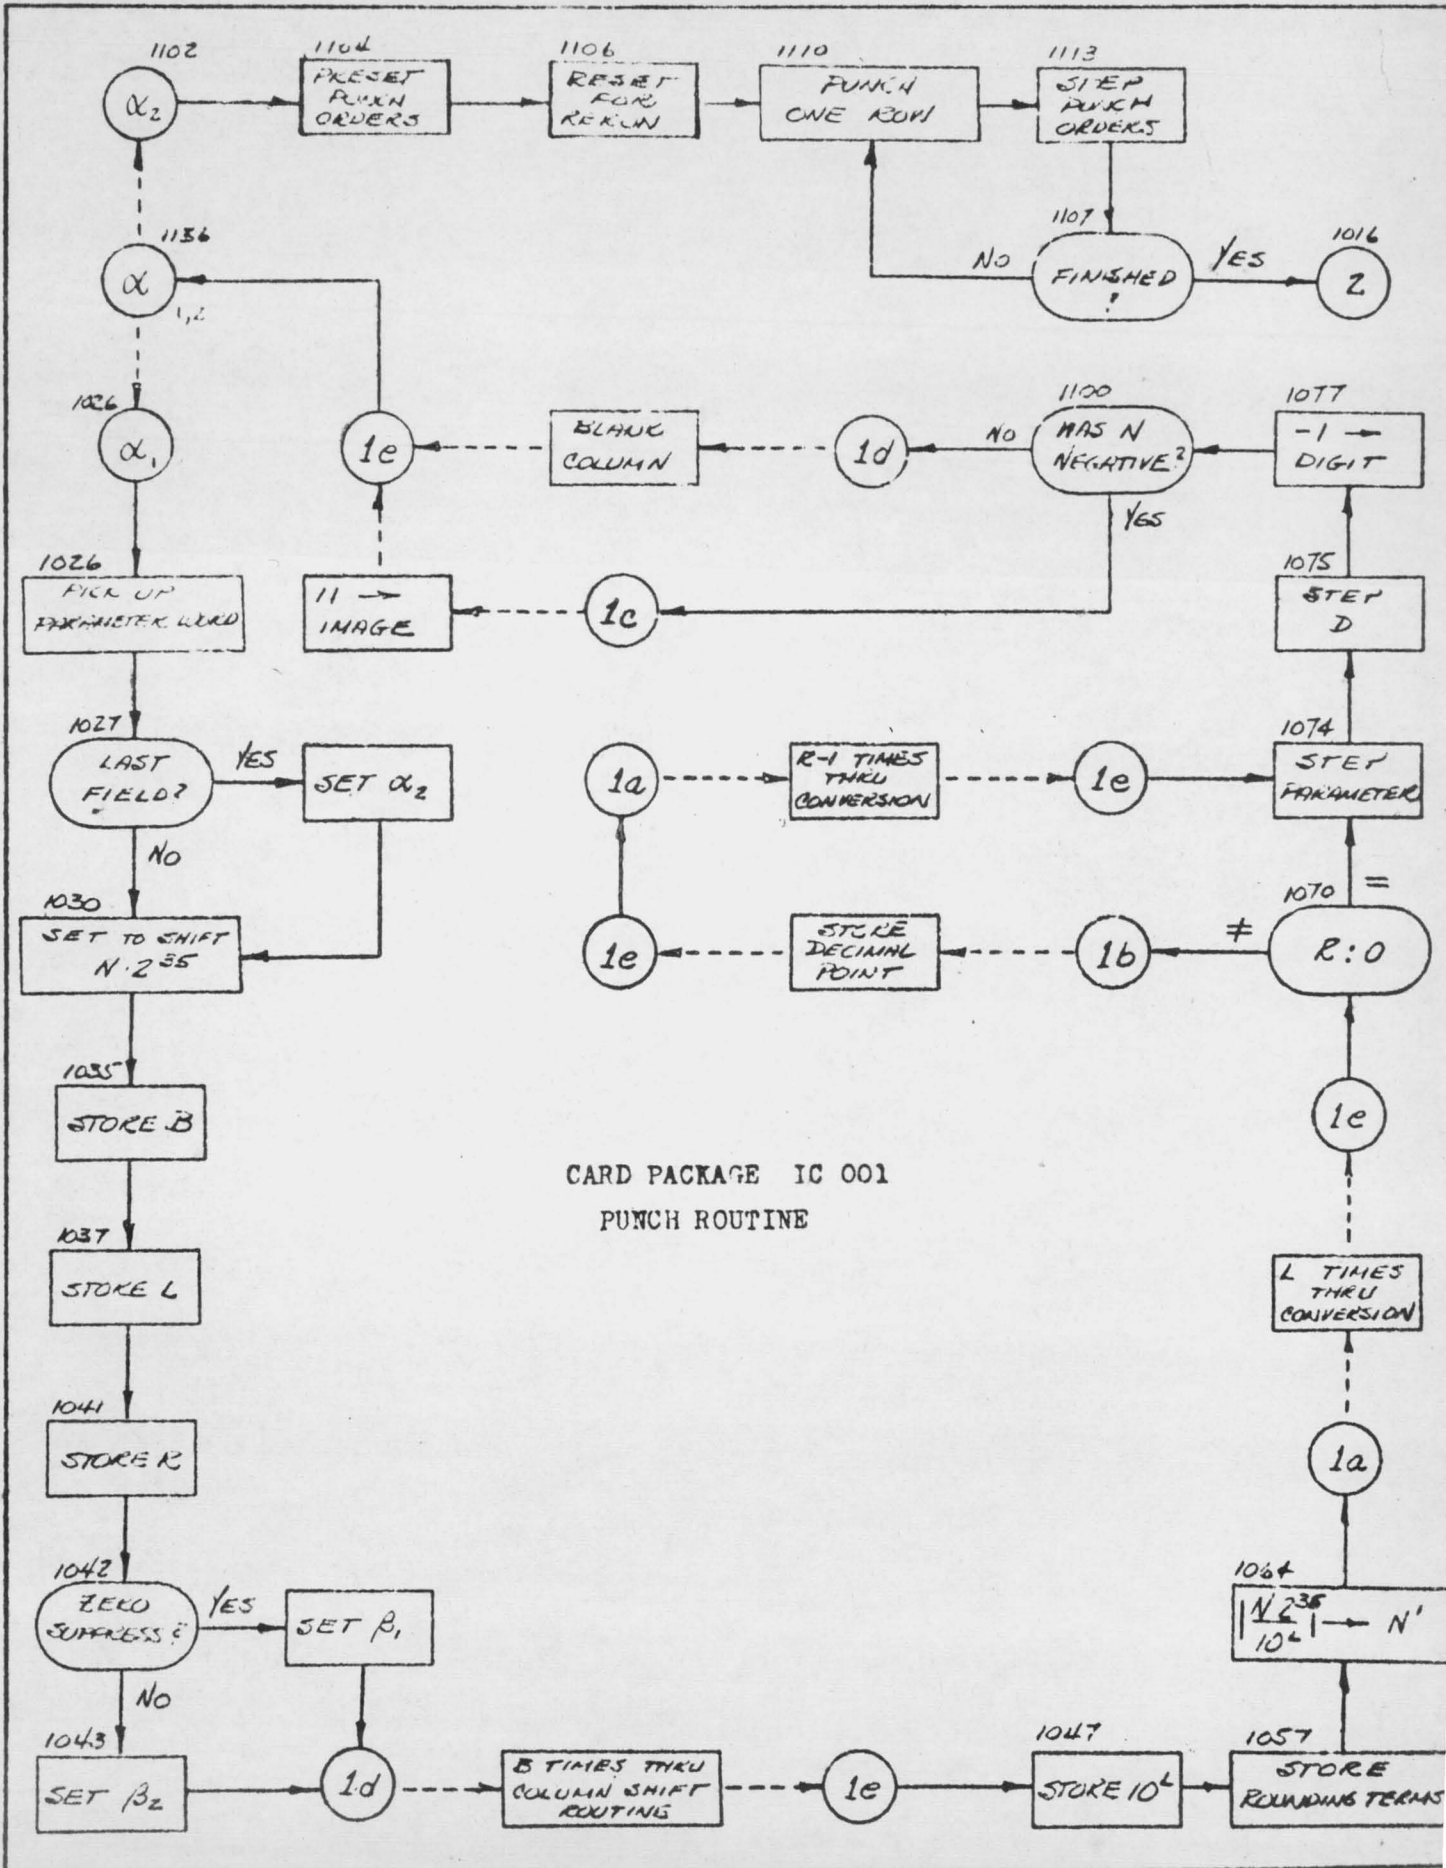 1102
α₂
1104
PRESET
PUNCH
ORDERS
1106
RESET
FOR
RERUN
1110
PUNCH
ONE ROW
1113
STEP
PUNCH
ORDERS
1136
α
1,2
1107
FINISHED
?
NO
YES
1016
2
1026
α₁
1e
BLANK
COLUMN
1d
NO
1100
WAS N
NEGATIVE?
YES
1077
-1 →
DIGIT
1026
PICK UP
PARAMETER WORD
11 →
IMAGE
1c
1075
STEP
D
1027
LAST
FIELD?
YES
SET α₂
NO
1a
R-1 TIMES
THRU
CONVERSION
1e
1074
STEP
PARAMETER
1030
SET TO SHIFT
N·2³⁵
1e
STORE
DECIMAL
POINT
1b
≠
1070
=
R:0
1035
STORE B
1e
CARD PACKAGE IC 001
PUNCH ROUTINE
1037
STORE L
L TIMES
THRU
CONVERSION
1041
STORE R
1a
1042
ZERO
SUPPRESS?
YES
SET β₁
NO
1064
|N·2³⁵/10ᴸ| → N'
1043
SET β₂
1d
B TIMES THRU
COLUMN SHIFT
ROUTING
1e
1047
STORE 10ᴸ
1057
STORE
ROUNDING TERMS